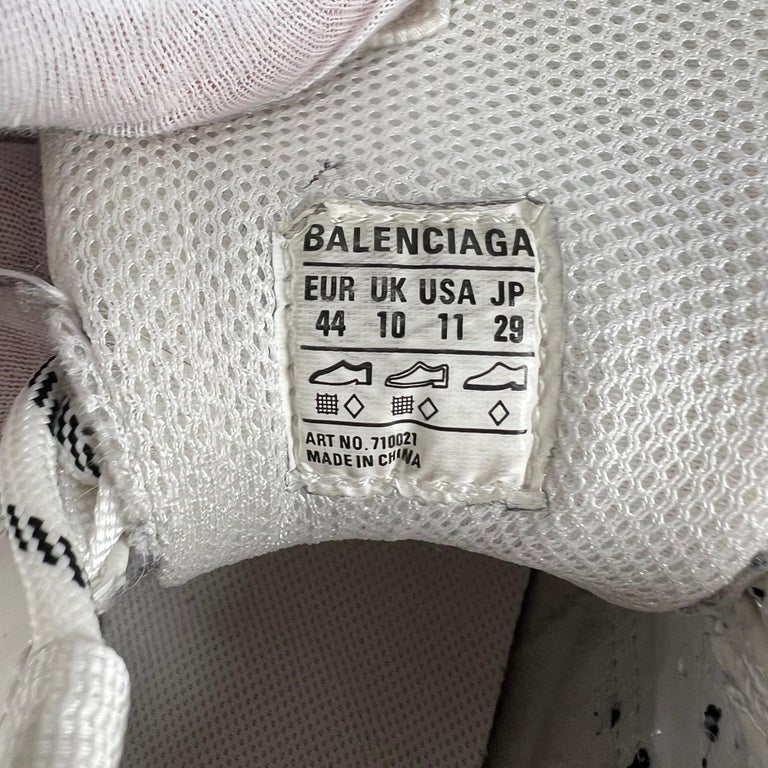 BALENCIAGA
EUR UK USA JP
44 10 11 29
ART NO. 710021
MADE IN CHINA